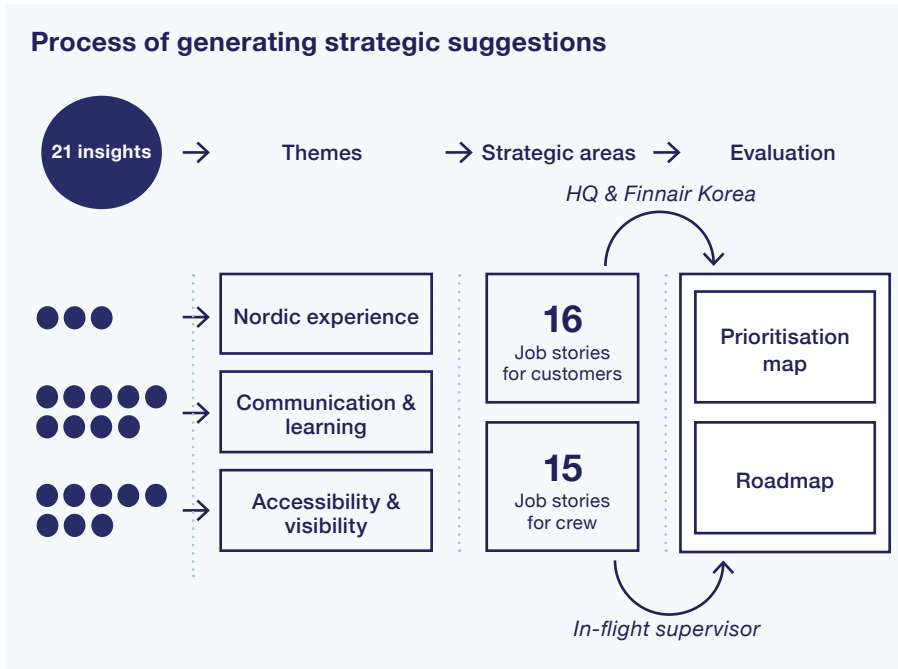 Process of generating strategic suggestions
21 insights
Themes
Strategic areas
Evaluation
HQ & Finnair Korea
Nordic experience
Communication &
learning
Accessibility &
visibility
16
Job stories
for customers
15
Job stories
for crew
Prioritisation
map
Roadmap
In-flight supervisor